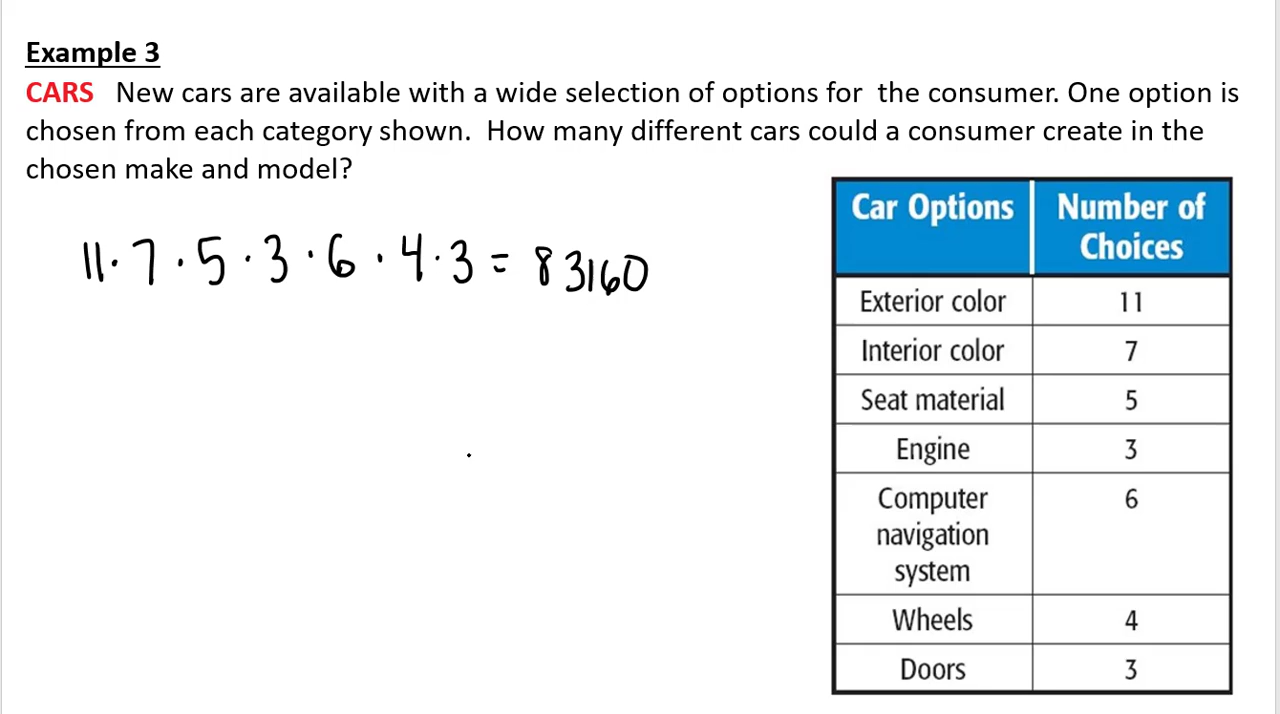 Example 3
CARS New cars are available with a wide selection of options for the consumer. One option is
chosen from each category shown. How many different cars could a consumer create in the
chosen make and model?
11 · 7 · 5 · 3 · 6 · 4 · 3 = 83160
Car Options Number of
Choices
Exterior color 11
Interior color 7
Seat material 5
Engine 3
Computer 6
navigation
system
Wheels 4
Doors 3